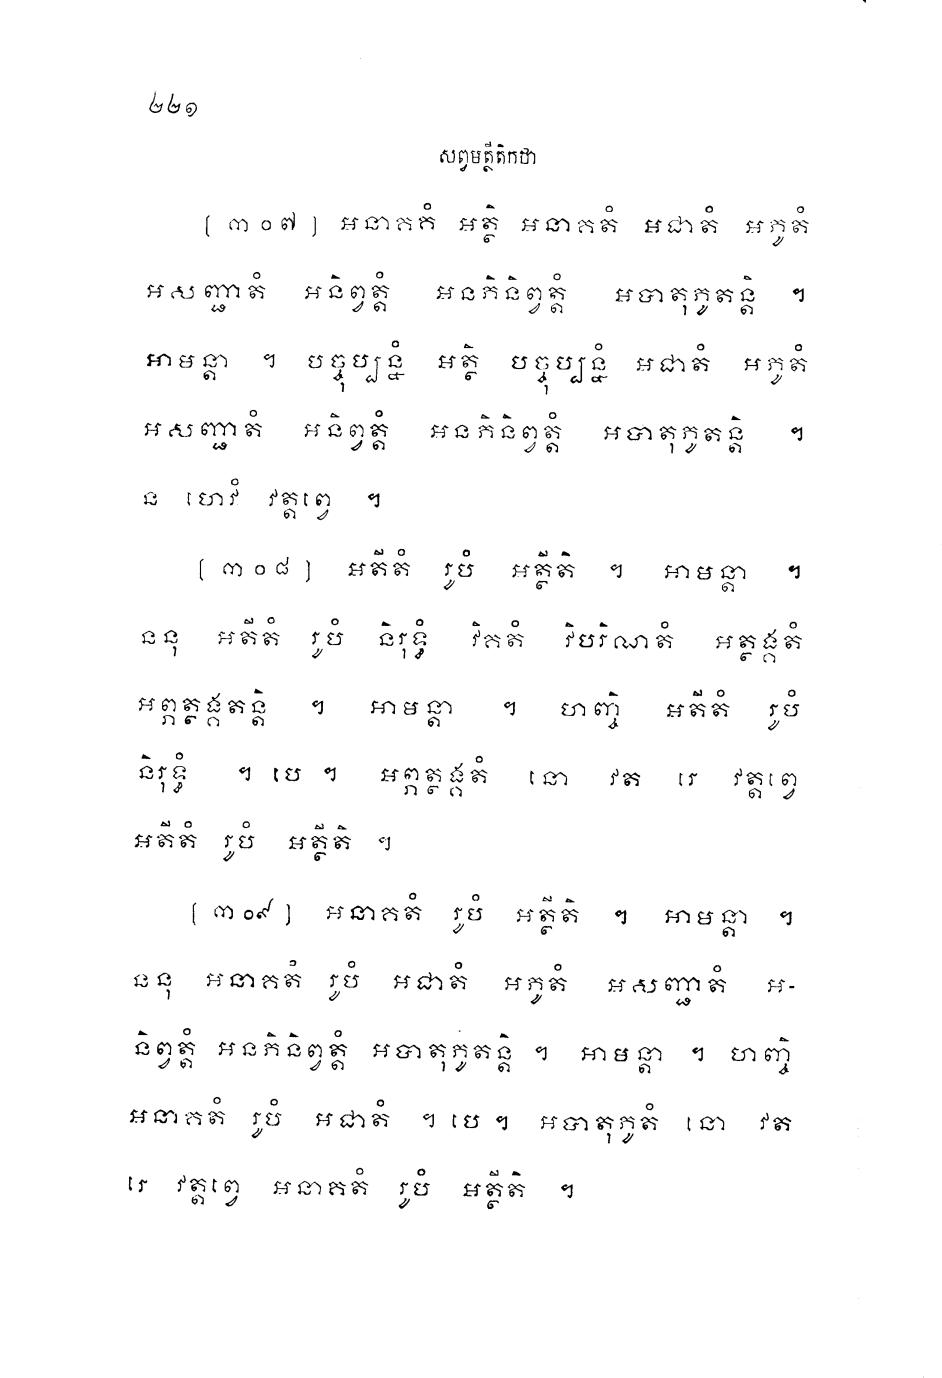 ២២១
សព្វមត្ថីតិកថា
[៣០៧] អនាគតំ អត្ថិ អនាគតំ អជាតំ អភូតំ
អសញ្ជាតំ អនិព្វត្តំ អនភិនិព្វត្តំ អបាតុភូតន្តិ ។
អាមន្តា ។ បច្ចុប្បន្នំ អត្ថិ បច្ចុប្បន្នំ អជាតំ អភូតំ
អសញ្ជាតំ អនិព្វត្តំ អនភិនិព្វត្តំ អបាតុភូតន្តិ ។
ន ហេវំ វត្តព្វេ ។
[៣០៨] អតីតំ រូបំ អត្ថីតិ ។ អាមន្តា ។
ននុ អតីតំ រូបំ និរុទ្ធំ វិគតំ វិបរិណតំ អត្ថង្គតំ
អព្ភត្ថង្គតន្តិ ។ អាមន្តា ។ ហញ្ចិ អតីតំ រូបំ
និរុទ្ធំ ។ បេ ។ អព្ភត្ថង្គតំ នោ វត រេ វត្តព្វេ
អតីតំ រូបំ អត្ថីតិ ។
[៣០៩] អនាគតំ រូបំ អត្ថីតិ ។ អាមន្តា ។
ននុ អនាគតំ រូបំ អជាតំ អភូតំ អសញ្ជាតំ អ-
និព្វត្តំ អនភិនិព្វត្តំ អបាតុភូតន្តិ ។ អាមន្តា ។ ហញ្ចិ
អនាគតំ រូបំ អជាតំ ។ បេ ។ អបាតុភូតំ នោ វត
រេ វត្តព្វេ អនាគតំ រូបំ អត្ថីតិ ។